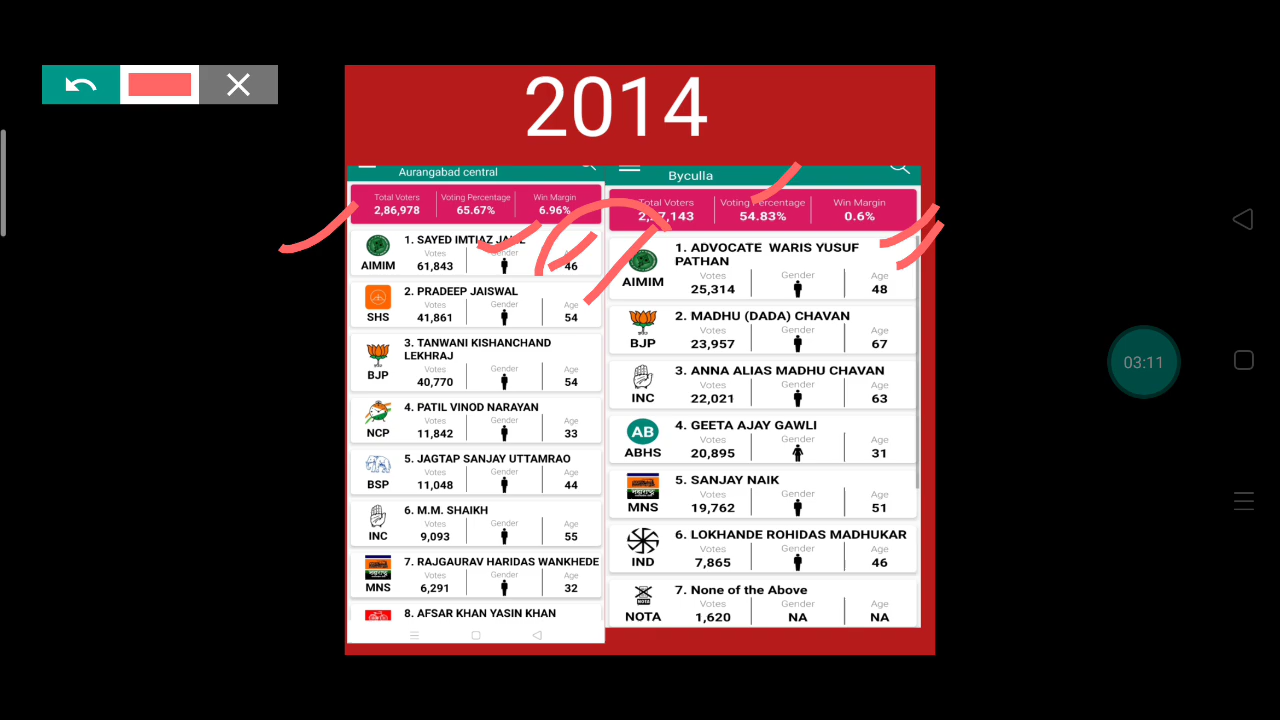 2014
Aurangabad central
Total Voters Voting Percentage Win Margin
2,86,978 65.67% 6.96%
1. SAYED IMTIAZ
Votes Gender
AIMIM 61,843 46
2. PRADEEP JAISWAL
Votes Gender Age
SHS 41,861 54
3. TANWANI KISHANCHAND
LEKHRAJ
Votes Gender Age
BJP 40,770 54
4. PATIL VINOD NARAYAN
Votes Gender Age
NCP 11,842 33
5. JAGTAP SANJAY UTTAMRAO
Votes Gender Age
BSP 11,048 44
6. M.M. SHAIKH
Votes Gender Age
INC 9,093 55
7. RAJGAURAV HARIDAS WANKHEDE
Votes Gender Age
MNS 6,291 32
8. AFSAR KHAN YASIN KHAN
Byculla
Total Voters Voting Percentage Win Margin
54.83% 0.6%
1. ADVOCATE WARIS YUSUF
PATHAN
Votes Gender Age
AIMIM 25,314 48
2. MADHU (DADA) CHAVAN
Votes Gender Age
BJP 23,957 67
3. ANNA ALIAS MADHU CHAVAN
Votes Gender Age
INC 22,021 63
AB
4. GEETA AJAY GAWLI
Votes Gender Age
ABHS 20,895 31
5. SANJAY NAIK
Votes Gender Age
MNS 19,762 51
6. LOKHANDE ROHIDAS MADHUKAR
Votes Gender Age
IND 7,865 46
7. None of the Above
Votes Gender Age
NOTA 1,620 NA NA
03:11